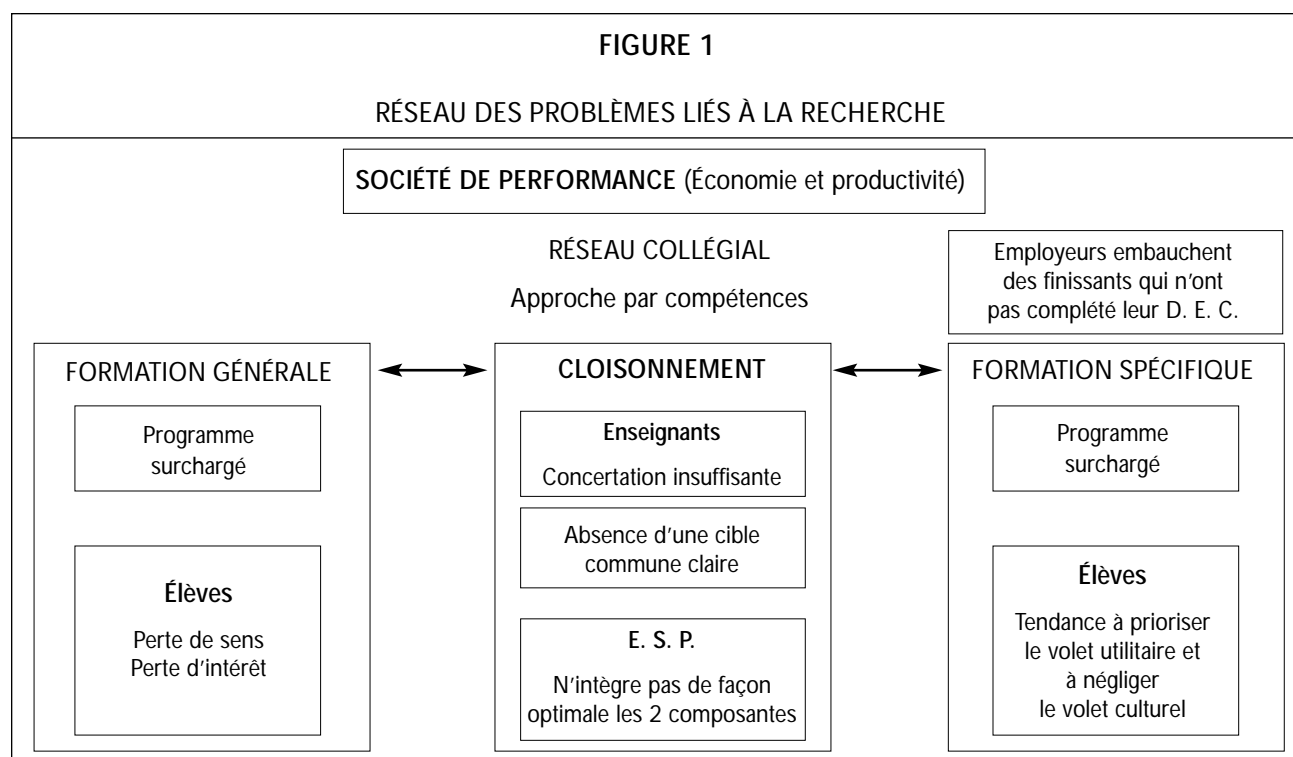 FIGURE 1
RÉSEAU DES PROBLÈMES LIÉS À LA RECHERCHE
SOCIÉTÉ DE PERFORMANCE (Économie et productivité)
RÉSEAU COLLÉGIAL
Approche par compétences
Employeurs embauchent
des finissants qui n'ont
pas complété leur D. E. C.
FORMATION GÉNÉRALE
Programme
surchargé
Élèves
Perte de sens
Perte d'intérêt
CLOISONNEMENT
Enseignants
Concertation insuffisante
Absence d'une cible
commune claire
E. S. P.
N'intègre pas de façon
optimale les 2 composantes
FORMATION SPÉCIFIQUE
Programme
surchargé
Élèves
Tendance à prioriser
le volet utilitaire et
à négliger
le volet culturel